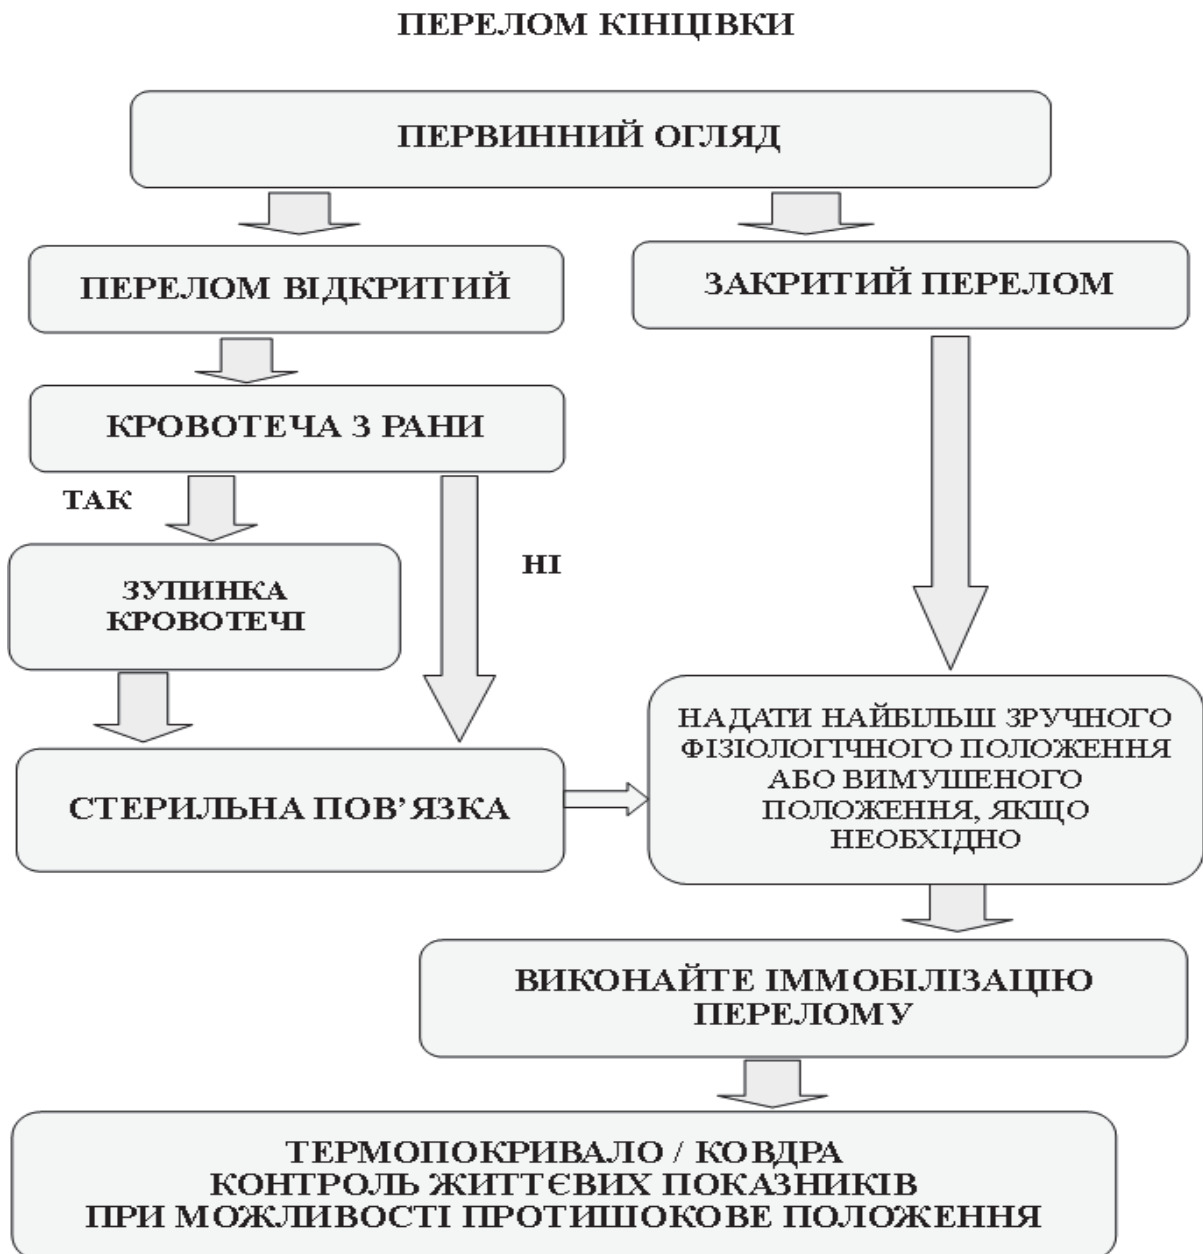 ПЕРЕЛОМ КІНЦІВКИ
ПЕРВИННИЙ ОГЛЯД
ПЕРЕЛОМ ВІДКРИТИЙ
ЗАКРИТИЙ ПЕРЕЛОМ
КРОВОТЕЧА З РАНИ
ТАК
НІ
ЗУПИНКА
КРОВОТЕЧІ
СТЕРИЛЬНА ПОВ’ЯЗКА
НАДАТИ НАЙБІЛЬШ ЗРУЧНОГО
ФІЗІОЛОГІЧНОГО ПОЛОЖЕННЯ
АБО ВИМУШЕНОГО
ПОЛОЖЕННЯ, ЯКЩО
НЕОБХІДНО
ВИКОНАЙТЕ ІММОБІЛІЗАЦІЮ
ПЕРЕЛОМУ
ТЕРМОПОКРИВАЛО / КОВДРА
КОНТРОЛЬ ЖИТТЄВИХ ПОКАЗНИКІВ
ПРИ МОЖЛИВОСТІ ПРОТИШОКОВЕ ПОЛОЖЕННЯ